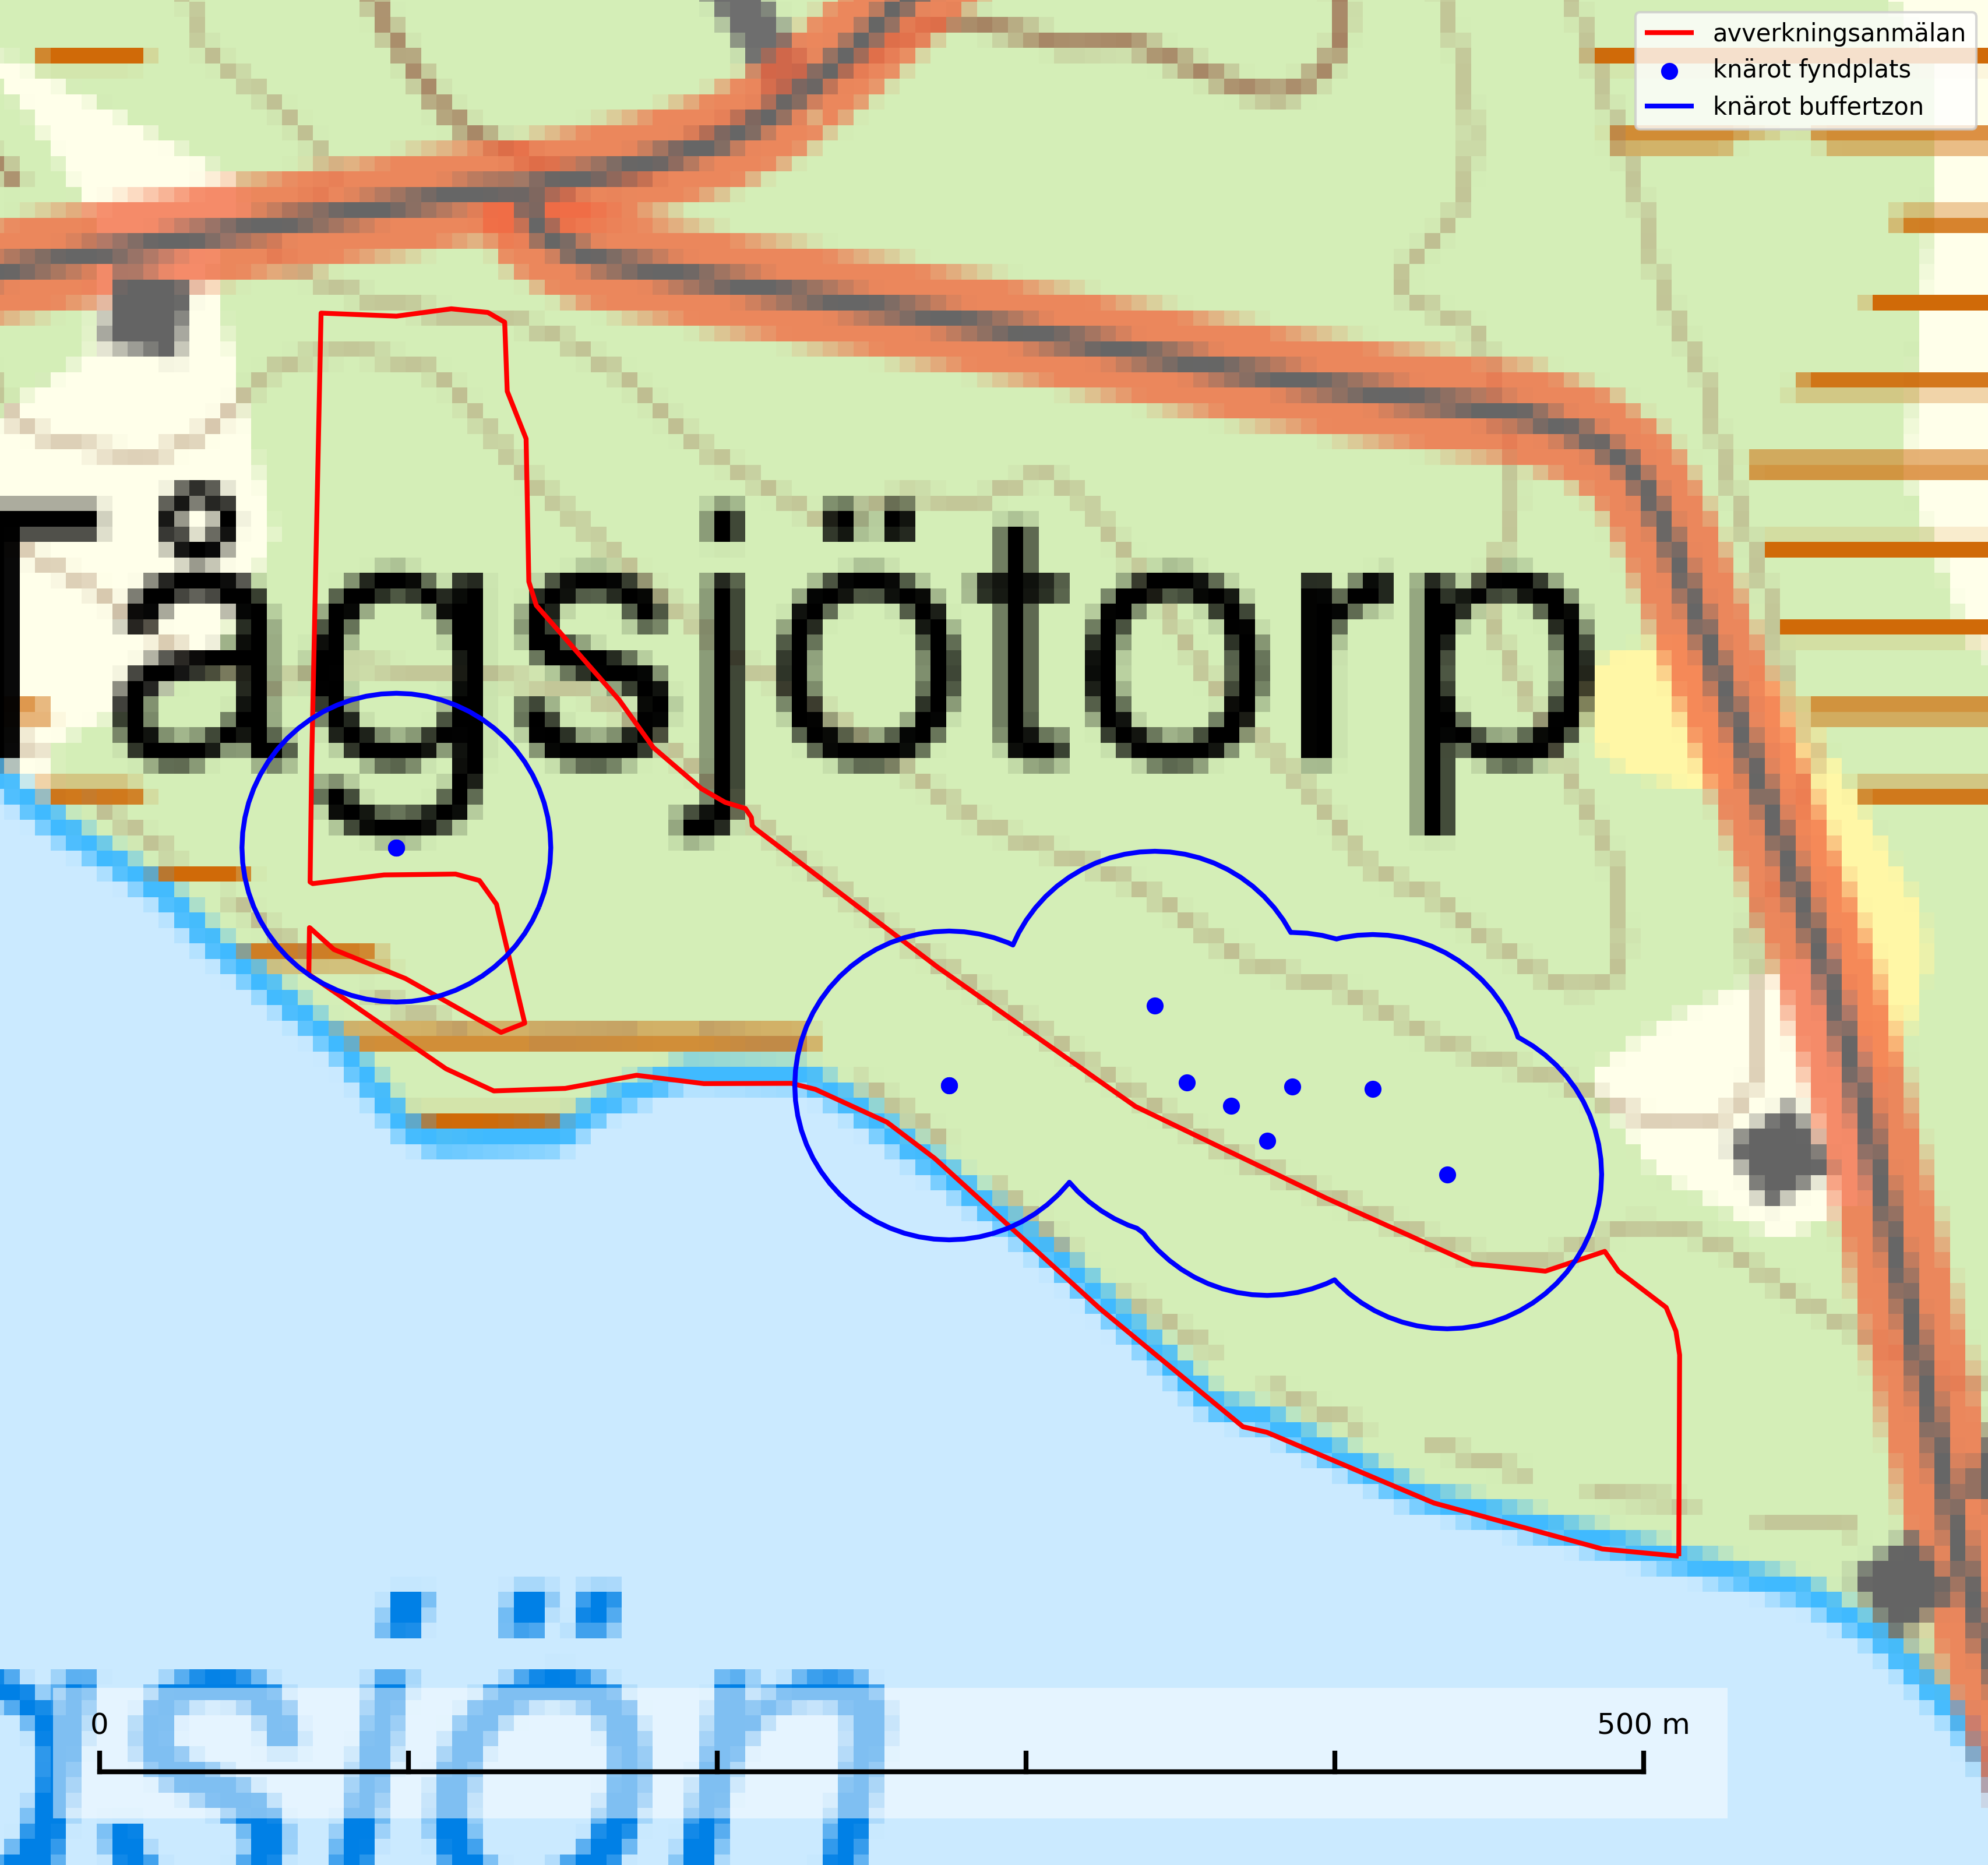 avverkningsanmälan
knärot fyndplats
knärot buffertzon
Tågsjötorp
0 500 m